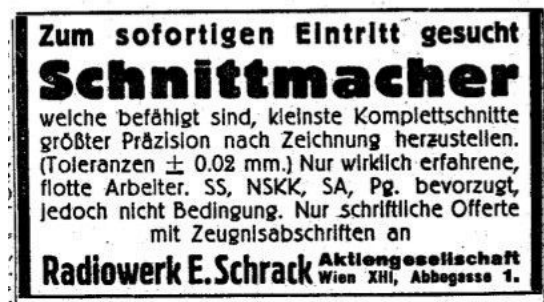 Zum sofortigen Eintritt gesucht
Schnittmacher
welche befähigt sind, kleinste Komplettschnitte
größter Präzision nach Zeichnung herzustellen.
(Toleranzen ± 0.02 mm.) Nur wirklich erfahrene,
flotte Arbeiter. SS, NSKK, SA, Pg. bevorzugt,
jedoch nicht Bedingung. Nur schriftliche Offerte
mit Zeugnisabschriften an
Radiowerk E. Schrack Aktiengesellschaft
Wien XHI, Abbegasse 1.